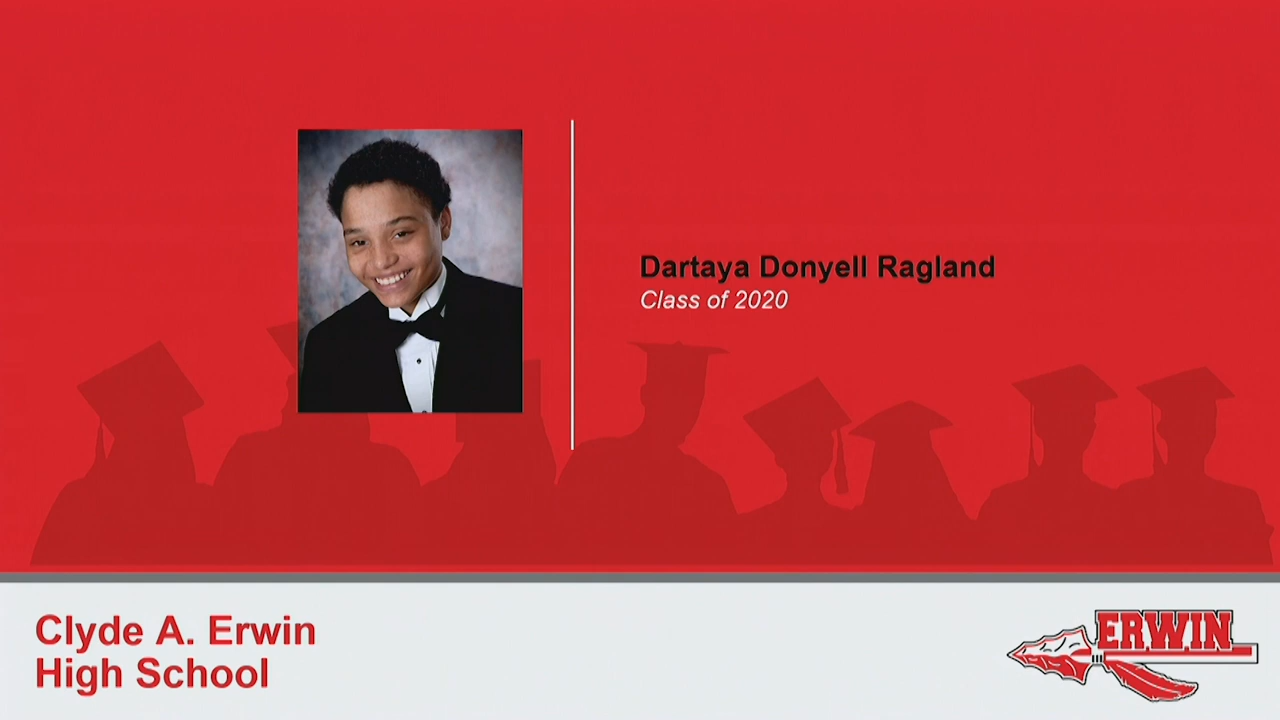 Dartaya Donyell Ragland
Class of 2020
Clyde A. Erwin
High School
ERWIN